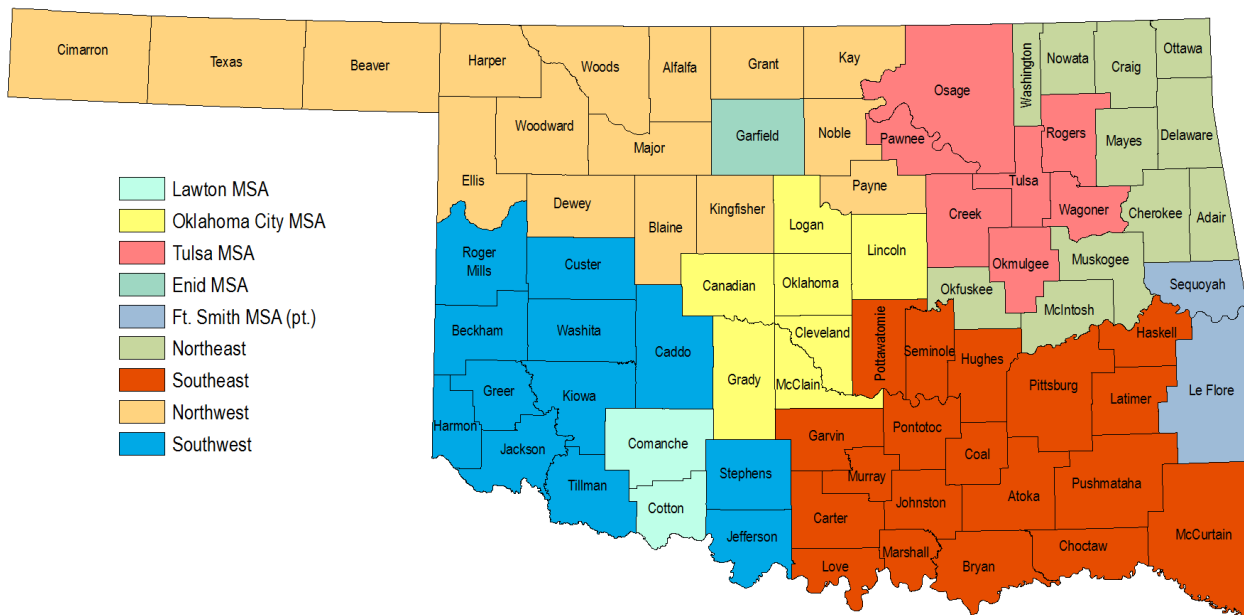 Cimarron
Texas
Beaver
Harper
Woods
Alfalfa
Grant
Kay
Osage
Washington
Nowata
Craig
Ottawa
Woodward
Major
Garfield
Noble
Pawnee
Rogers
Mayes
Delaware
Ellis
Dewey
Blaine
Kingfisher
Logan
Payne
Creek
Tulsa
Wagoner
Cherokee
Adair
Lawton MSA
Oklahoma City MSA
Tulsa MSA
Enid MSA
Ft. Smith MSA (pt.)
Northeast
Southeast
Northwest
Southwest
Roger
Mills
Custer
Canadian
Oklahoma
Lincoln
Okfuskee
Okmulgee
Muskogee
McIntosh
Sequoyah
Beckham
Washita
Caddo
Grady
Cleveland
McClain
Pottawatomie
Seminole
Hughes
Pittsburg
Haskell
Latimer
Le Flore
Harmon
Greer
Kiowa
Jackson
Tillman
Comanche
Cotton
Stephens
Jefferson
Garvin
Murray
Pontotoc
Coal
Carter
Johnston
Atoka
Pushmataha
McCurtain
Love
Marshall
Bryan
Choctaw